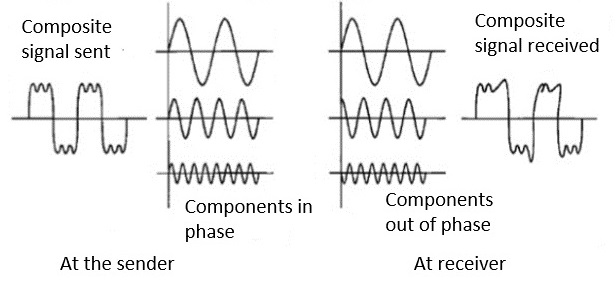 Composite
signal sent
Composite
signal received
Components in
phase
Components
out of phase
At the sender
At receiver